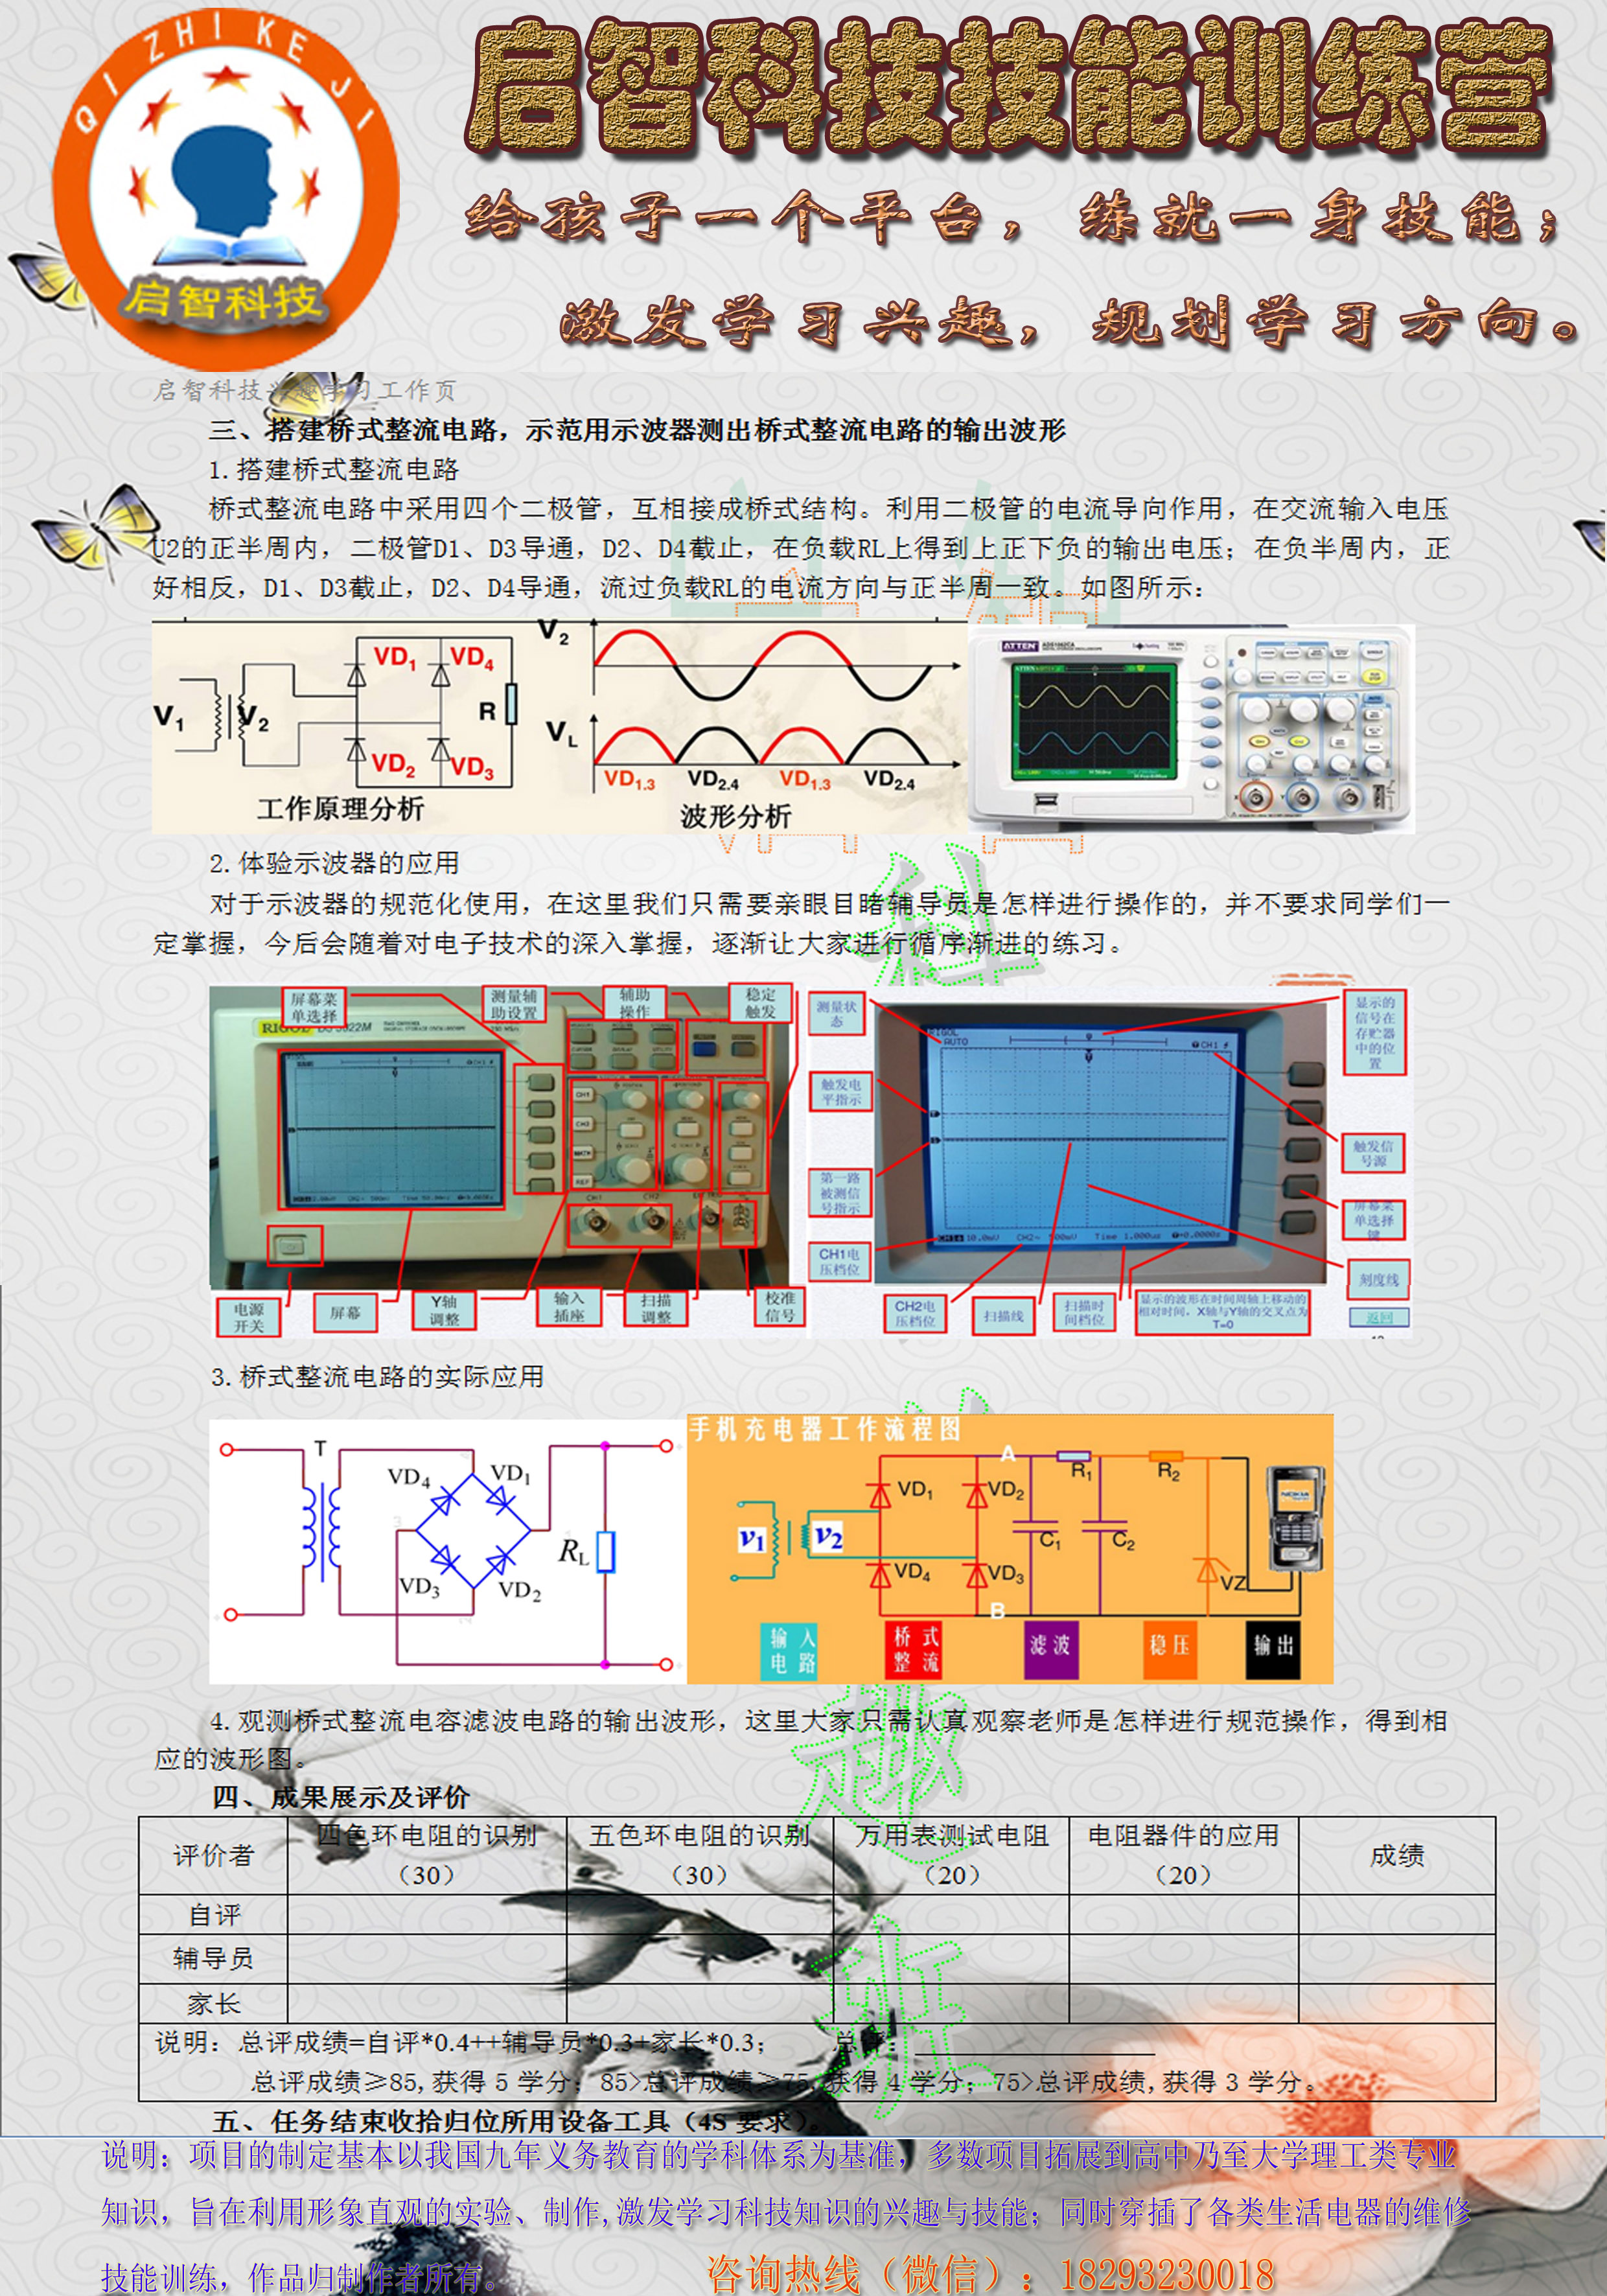 QI ZHI KE JI
启智科技
启智科技技能训练营
给孩子一个平台，练就一身技能；
激发学习兴趣，规划学习方向。
启智科技兴趣学习工作页
三、搭建桥式整流电路，示范用示波器测出桥式整流电路的输出波形
1.搭建桥式整流电路
桥式整流电路中采用四个二极管，互相接成桥式结构。利用二极管的电流导向作用，在交流输入电压
U2的正半周内，二极管D1、D3导通，D2、D4截止，在负载RL上得到上正下负的输出电压；在负半周内，正
好相反，D1、D3截止，D2、D4导通，流过负载RL的电流方向与正半周一致。如图所示：
V1
V2
VD1
VD4
VD2
VD3
R
工作原理分析
V2
VL
VD1.3
VD2.4
VD1.3
VD2.4
波形分析
ATTEN
2.体验示波器的应用
对于示波器的规范化使用，在这里我们只需要亲眼目睹辅导员是怎样进行操作的，并不要求同学们一
定掌握，今后会随着对电子技术的深入掌握，逐渐让大家进行循序渐进的练习。
屏幕菜
单选择
测量辅
助设置
辅助
操作
稳定
触发
RIGOL
CH1
CH2
MATH
REF
电源
开关
屏幕
Y轴
调整
输入
插座
扫描
调整
校准
信号
测量状
态
触发电
平指示
第一路
被测信
号指示
CH1电
压档位
RIGOL
AUTO
CH1
显示的
信号在
存贮器
中的位
置
触发信
号源
屏幕菜
单选择
键
刻度线
返回
CH2电
压档位
扫描线
扫描时
间档位
显示的波形在时间周轴上移动的
相对时间，X轴与Y轴的交叉点为
T=0
3.桥式整流电路的实际应用
T
VD4
VD1
VD3
VD2
RL
手机充电器工作流程图
v1
v2
VD1
VD2
VD4
VD3
A
B
R1
R2
C1
C2
VZ
NOKIA
输入
电路
桥式
整流
滤波
稳压
输出
4.观测桥式整流电容滤波电路的输出波形，这里大家只需认真观察老师是怎样进行规范操作，得到相
应的波形图。
四、成果展示及评价
评价者 四色环电阻的识别（30） 五色环电阻的识别（30） 万用表测试电阻（20） 电阻器件的应用（20） 成绩
自评
辅导员
家长
说明：总评成绩=自评*0.4++辅导员*0.3+家长*0.3； 总评：
总评成绩≥85,获得 5 学分；85>总评成绩≥75,获得 4 学分；75>总评成绩,获得 3 学分。
五、任务结束收拾归位所用设备工具（4S 要求）。
说明：项目的制定基本以我国九年义务教育的学科体系为基准，多数项目拓展到高中乃至大学理工类专业
知识，旨在利用形象直观的实验、制作,激发学习科技知识的兴趣与技能；同时穿插了各类生活电器的维修
技能训练，作品归制作者所有。
咨询热线（微信）：18293230018